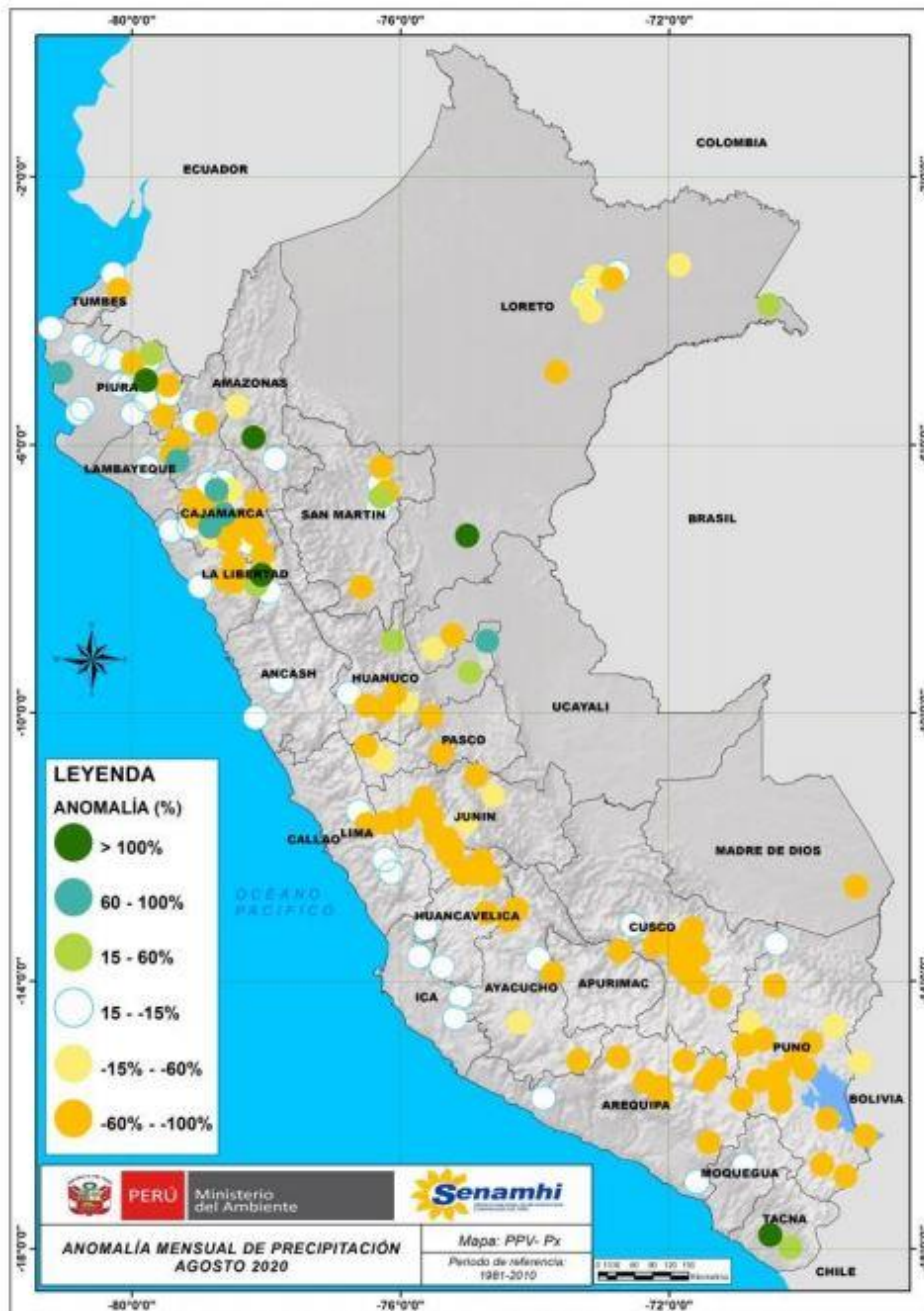 -80°0'0"
-76°0'0"
-72°0'0"
COLOMBIA
ECUADOR
-2°0'0"
TUMBES
LORETO
PIURA
AMAZONAS
LAMBAYEQUE
-6°0'0"
CAJAMARCA
SAN MARTIN
BRASIL
LA LIBERTAD
ANCASH
HUANUCO
UCAYALI
-10°0'0"
PASCO
LEYENDA
ANOMALÍA (%)
> 100%
60 - 100%
15 - 60%
15 - -15%
-15% - -60%
-60% - -100%
JUNIN
CALLAO
LIMA
MADRE DE DIOS
OCEANO
PACIFICO
HUANCAVELICA
CUSCO
-14°0'0"
ICA
AYACUCHO
APURIMAC
PUNO
AREQUIPA
BOLIVIA
MOQUEGUA
TACNA
CHILE
-18°0'0"
PERÚ
Ministerio
del Ambiente
Senamhi
ANOMALÍA MENSUAL DE PRECIPITACIÓN
AGOSTO 2020
Mapa: PPV- Px
Periodo de referencia:
1981-2010
-80°0'0"
-76°0'0"
-72°0'0"